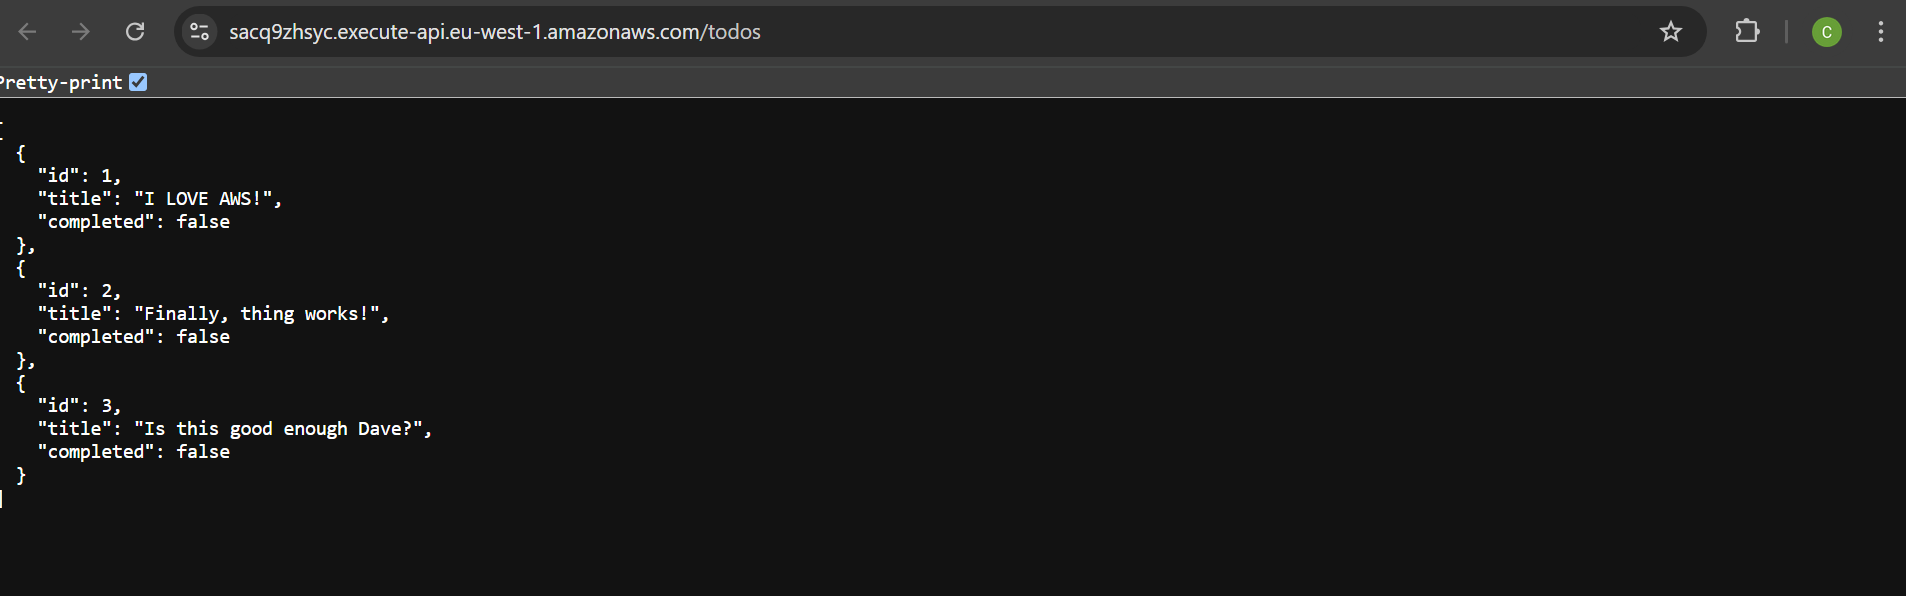 sacq9zhsyc.execute-api.eu-west-1.amazonaws.com/todos
C
Pretty-print
[
{
"id": 1,
"title": "I LOVE AWS!",
"completed": false
},
{
"id": 2,
"title": "Finally, thing works!",
"completed": false
},
{
"id": 3,
"title": "Is this good enough Dave?",
"completed": false
}
]